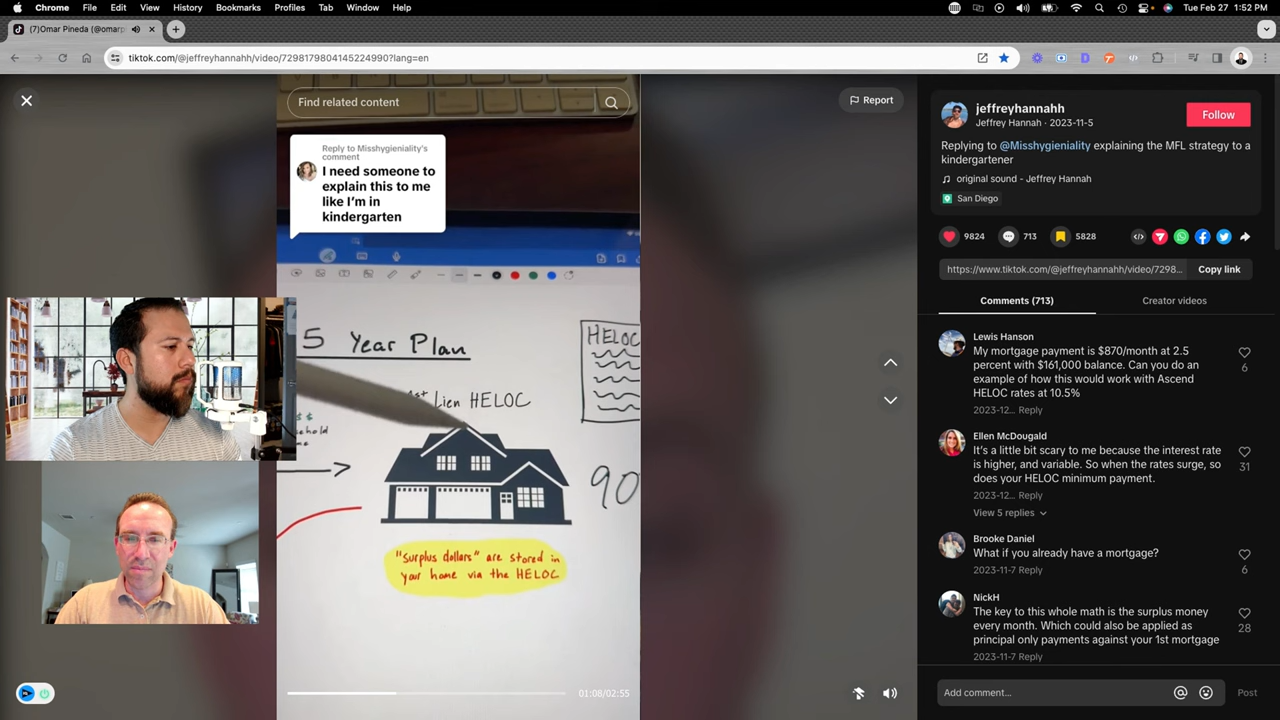 Chrome File Edit View History Bookmarks Profiles Tab Window Help
Tue Feb 27 1:52 PM
(7)Omar Pineda (@omarp
tiktok.com/@jeffreyhannahh/video/7298179804145224990?lang=en
Find related content
Report
Reply to Misshygieniality's
comment
I need someone to
explain this to me
like I'm in
kindergarten
5 Year Plan
HELOC
Lien HELOC
90
"Surplus dollars" are stored in
your home via the HELOC
01:08/02:55
jeffreyhannahh
Jeffrey Hannah · 2023-11-5
Follow
Replying to @Misshygieniality explaining the MFL strategy to a
kindergartener
original sound - Jeffrey Hannah
San Diego
9824 713 5828
https://www.tiktok.com/@jeffreyhannahh/video/7298...
Copy link
Comments (713)
Creator videos
Lewis Hanson
My mortgage payment is $870/month at 2.5
percent with $161,000 balance. Can you do an
example of how this would work with Ascend
HELOC rates at 10.5%
6
2023-12... Reply
Ellen McDougald
It's a little bit scary to me because the interest
rate is higher, and variable. So when the rates surge, so
does your HELOC minimum payment.
31
2023-12... Reply
View 5 replies
Brooke Daniel
What if you already have a mortgage?
6
2023-11-7 Reply
NickH
The key to this whole math is the surplus money
every month. Which could also be applied as
principal only payments against your 1st mortgage
28
2023-11-7 Reply
Add comment...
Post